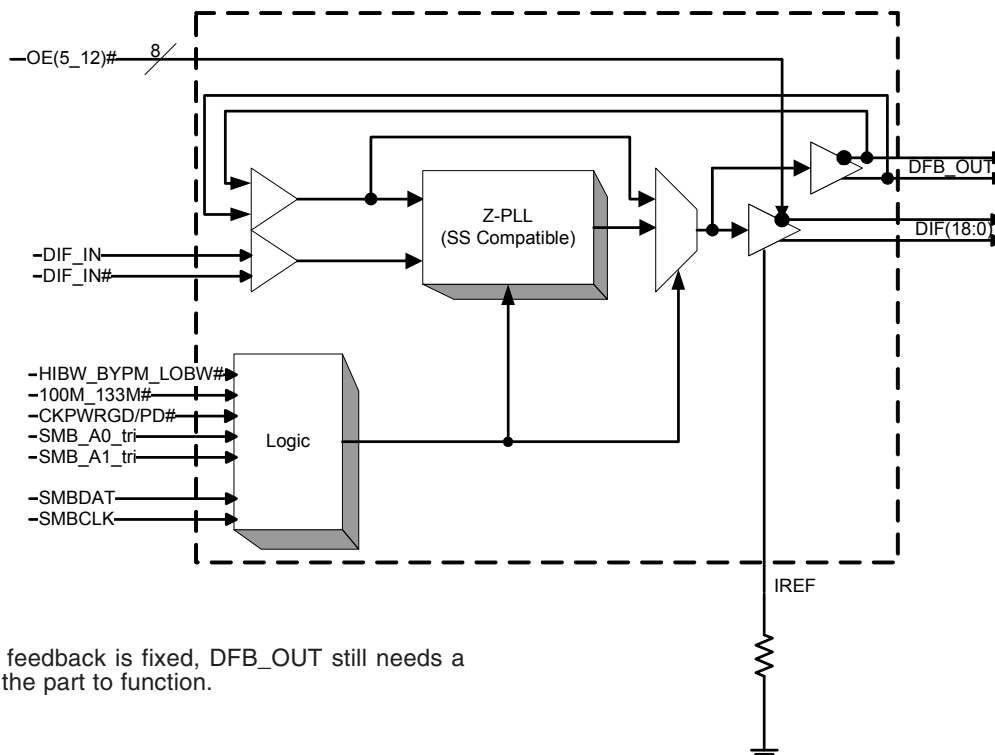 OE(5_12)#
8
DFB_OUT
Z-PLL
(SS Compatible)
DIF(18:0)
DIF_IN
DIF_IN#
HIBW_BYPM_LOBW#
100M_133M#
CKPWRGD/PD#
SMB_A0_tri
SMB_A1_tri
Logic
SMBDAT
SMBCLK
IREF
feedback is fixed, DFB_OUT still needs a
the part to function.